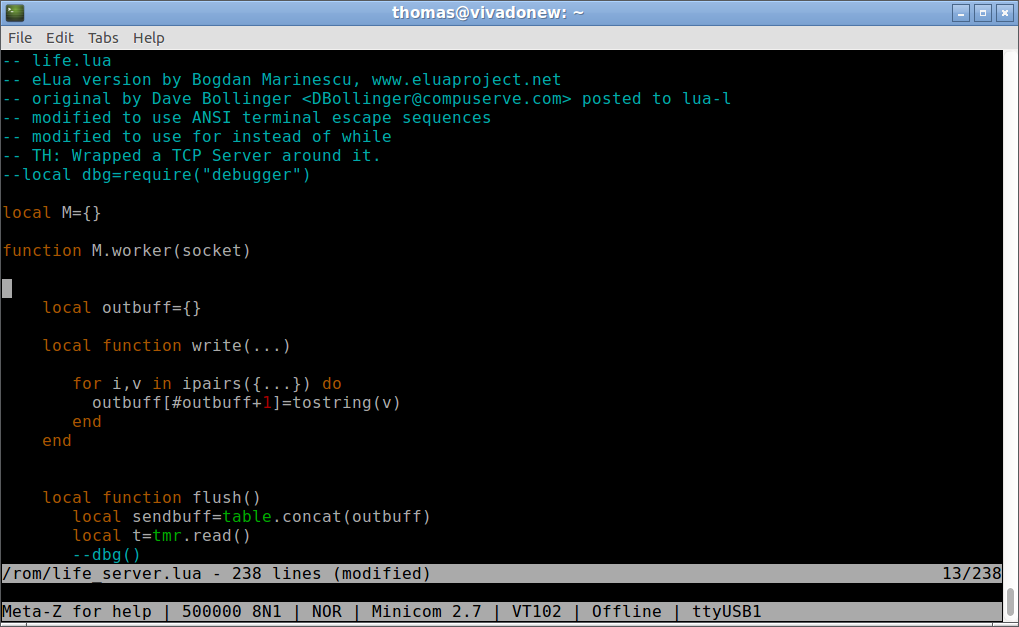 thomas@vivadonew: ~
File Edit Tabs Help
-- life.lua
-- eLua version by Bogdan Marinescu, www.eluaproject.net
-- original by Dave Bollinger <DBollinger@compuserve.com> posted to lua-l
-- modified to use ANSI terminal escape sequences
-- modified to use for instead of while
-- TH: Wrapped a TCP Server around it.
--local dbg=require("debugger")
local M={}
function M.worker(socket)
local outbuff={}
local function write(...)
for i,v in ipairs({...}) do
outbuff[#outbuff+1]=tostring(v)
end
end
local function flush()
local sendbuff=table.concat(outbuff)
local t=tmr.read()
--dbg()
/rom/life_server.lua - 238 lines (modified) 13/238
Meta-Z for help | 500000 8N1 | NOR | Minicom 2.7 | VT102 | Offline | ttyUSB1